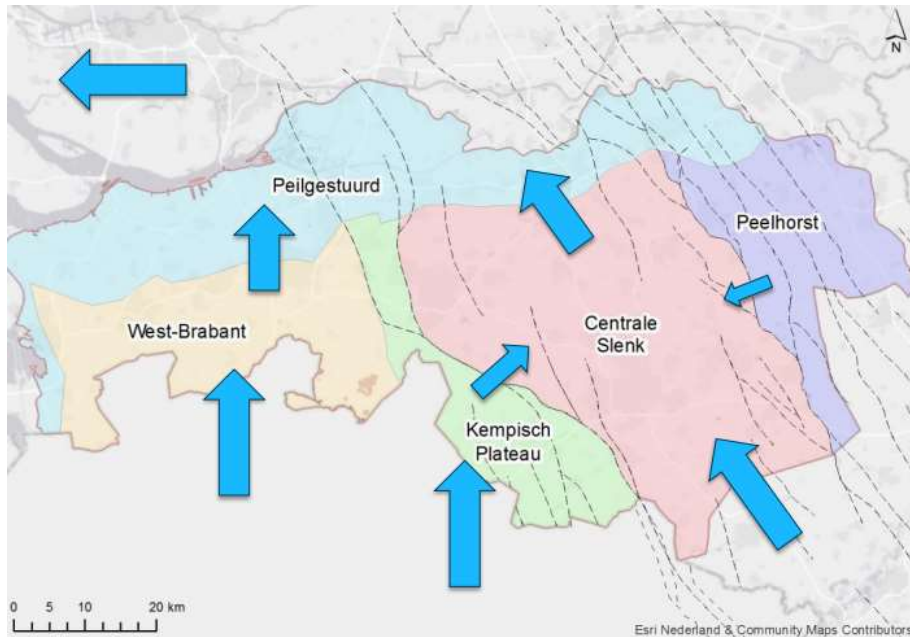 N
Peilgestuurd
Peelhorst
West-Brabant
Centrale
Slenk
Kempisch
Plateau
0 5 10 20 km
Esri Nederland & Community Maps Contributors